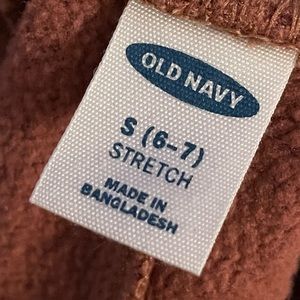 OLD NAVY
S (6-7)
STRETCH
MADE IN
BANGLADESH